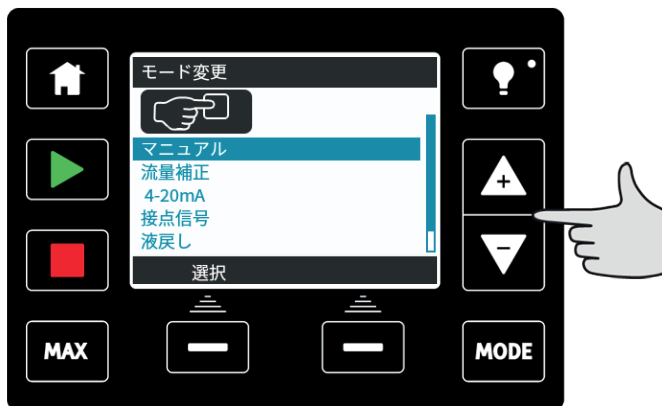 モード変更
マニュアル
流量補正
4-20mA
接点信号
液戻し
選択
+
−
MAX
MODE